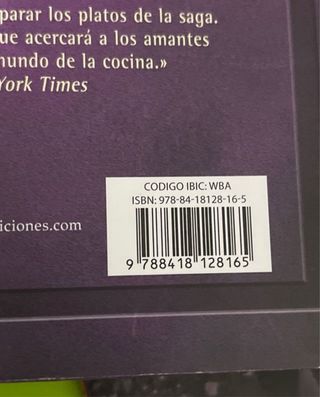 parar los platos de la saga.
ue acercará a los amantes
mundo de la cocina.»
York Times
iciones.com
CODIGO IBIC: WBA
ISBN: 978-84-18128-16-5
9 788418 128165